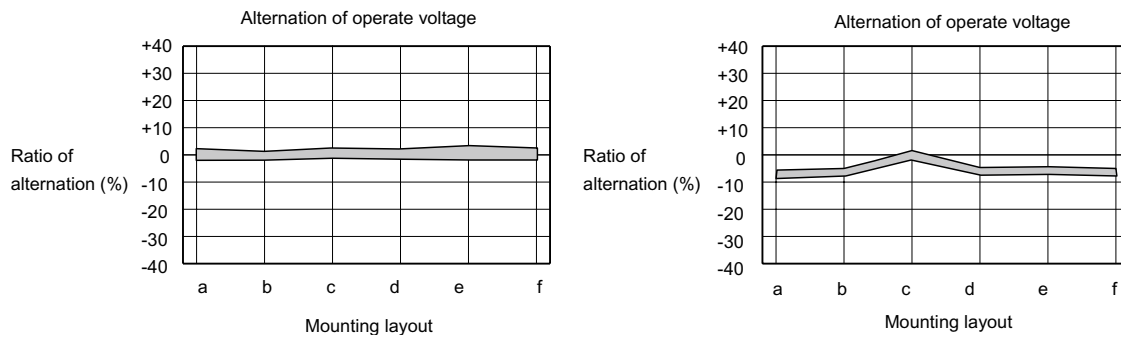 Alternation of operate voltage
+40
+30
+20
+10
0
-10
-20
-30
-40
Ratio of
alternation (%)
a b c d e f
Mounting layout
Alternation of operate voltage
+40
+30
+20
+10
0
-10
-20
-30
-40
Ratio of
alternation (%)
a b c d e f
Mounting layout